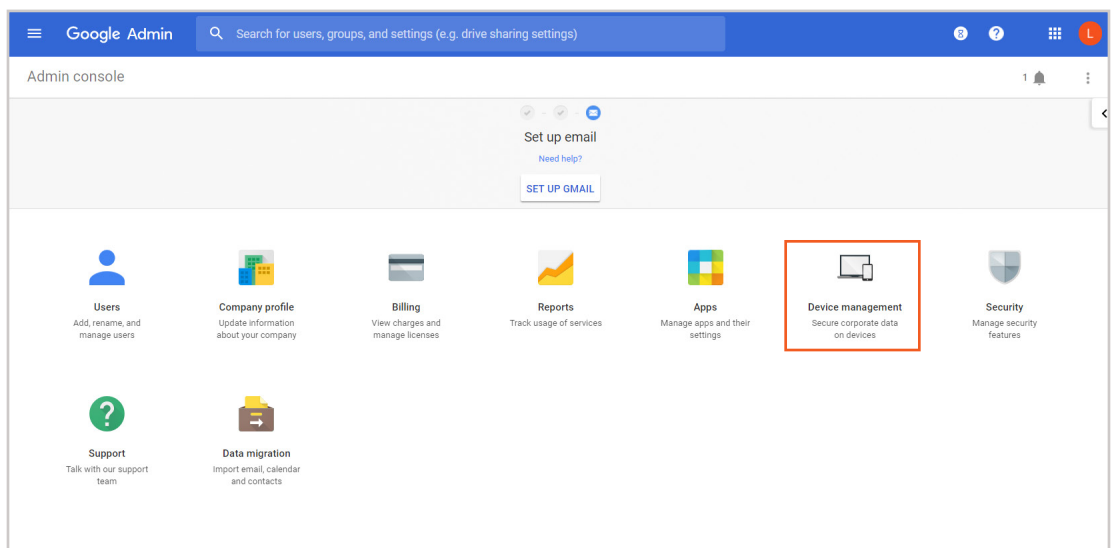 Google Admin
Search for users, groups, and settings (e.g. drive sharing settings)
8
?
L
Admin console
1
Set up email
Need help?
SET UP GMAIL
Users
Add, rename, and
manage users
Company profile
Update information
about your company
Billing
View charges and
manage licenses
Reports
Track usage of services
Apps
Manage apps and their
settings
Device management
Secure corporate data
on devices
Security
Manage security
features
?
Support
Talk with our support
team
Data migration
Import email, calendar
and contacts